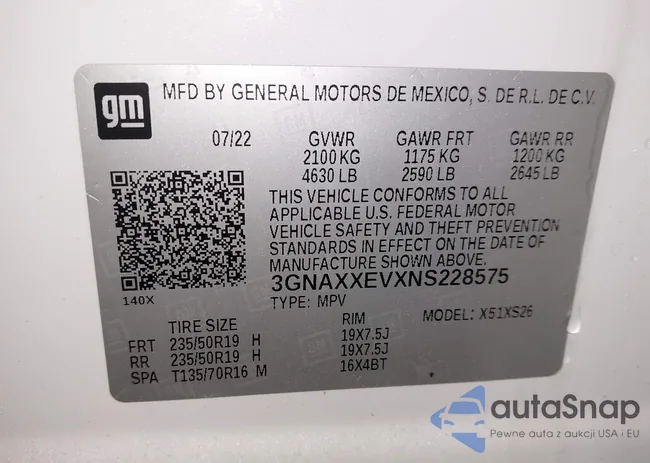 gm
MFD BY GENERAL MOTORS DE MEXICO, S. DE R.L. DE C.V.
07/22 GVWR GAWR FRT GAWR RR
2100 KG 1175 KG 1200 KG
4630 LB 2590 LB 2645 LB
THIS VEHICLE CONFORMS TO ALL
APPLICABLE U.S. FEDERAL MOTOR
VEHICLE SAFETY AND THEFT PREVENTION
STANDARDS IN EFFECT ON THE DATE OF
MANUFACTURE SHOWN ABOVE.
3GNAXXEVXNS228575
140X
TYPE: MPV MODEL: X51XS26
TIRE SIZE RIM
FRT 235/50R19 H 19X7.5J
RR 235/50R19 H 19X7.5J
SPA T135/70R16 M 16X4BT
autaSnap
Pewne auta z aukcji USA i EU